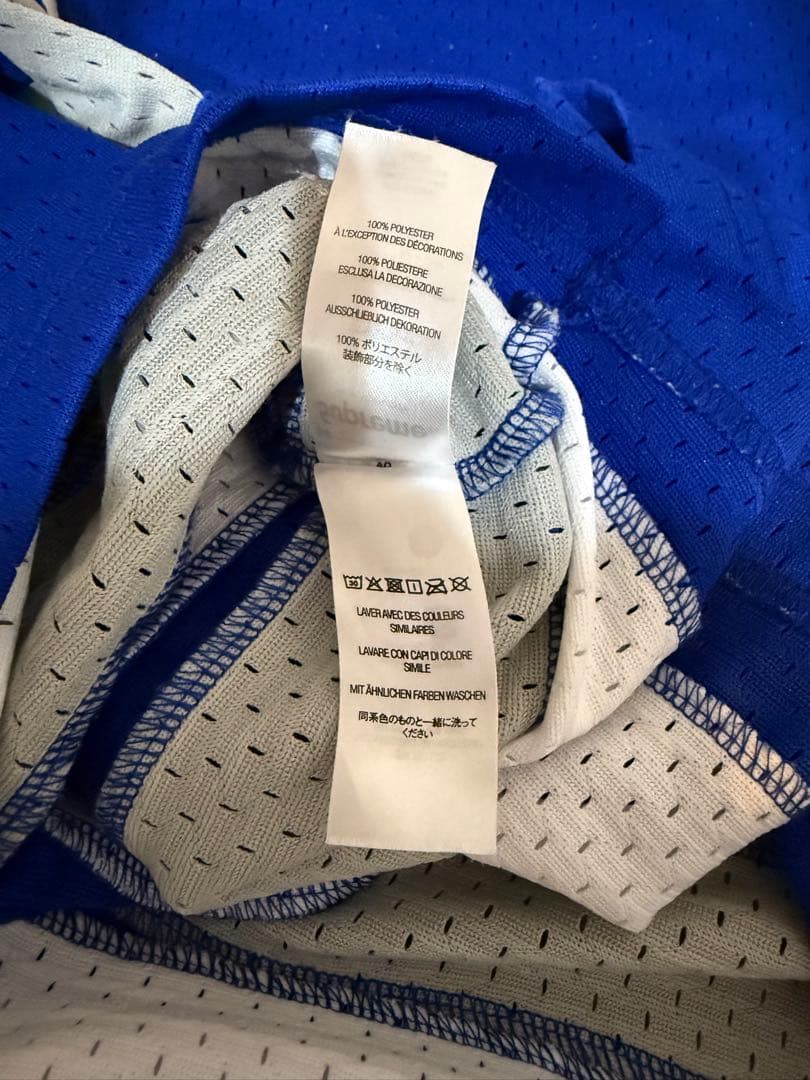 100% POLYESTER
À L'EXCEPTION DES DÉCORATIONS
100% POLIESTERE
ESCLUSA LA DECORAZIONE
100% POLYESTER
AUSSCHLIEßLICH DEKORATION
100% ポリエステル
装飾部分を除く
Supreme
30
LAVER AVEC DES COULEURS
SIMILAIRES
LAVARE CON CAPI DI COLORE
SIMILE
MIT ÄHNLICHEN FARBEN WASCHEN
同系色のものと一緒に洗って
ください